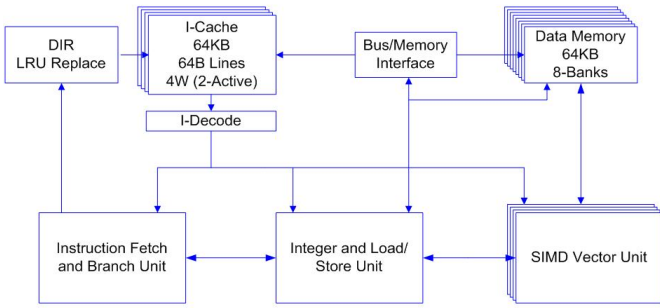 DIR
LRU Replace
I-Cache
64KB
64B Lines
4W (2-Active)
Bus/Memory
Interface
Data Memory
64KB
8-Banks
I-Decode
Instruction Fetch
and Branch Unit
Integer and Load/
Store Unit
SIMD Vector Unit